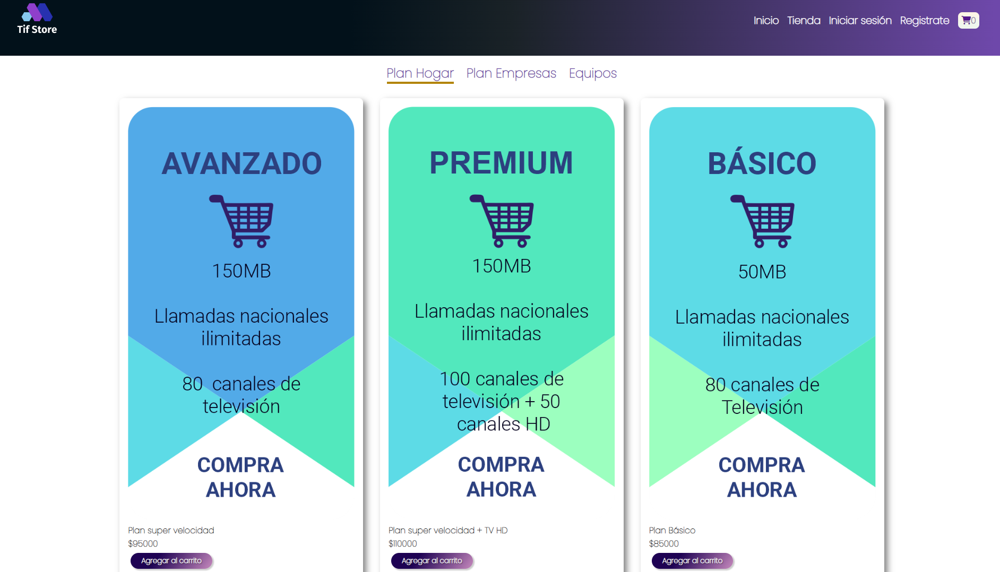 Tif Store
Inicio Tienda Iniciar sesión Registrate 0
Plan Hogar Plan Empresas Equipos
AVANZADO
150MB
Llamadas nacionales
ilimitadas
80 canales de
televisión
COMPRA
AHORA
Plan super velocidad
$95000
Agregar al carrito
PREMIUM
150MB
Llamadas nacionales
ilimitadas
100 canales de
televisión + 50
canales HD
COMPRA
AHORA
Plan super velocidad + TV HD
$110000
Agregar al carrito
BÁSICO
50MB
Llamadas nacionales
ilimitadas
80 canales de
Televisión
COMPRA
AHORA
Plan Básico
$85000
Agregar al carrito